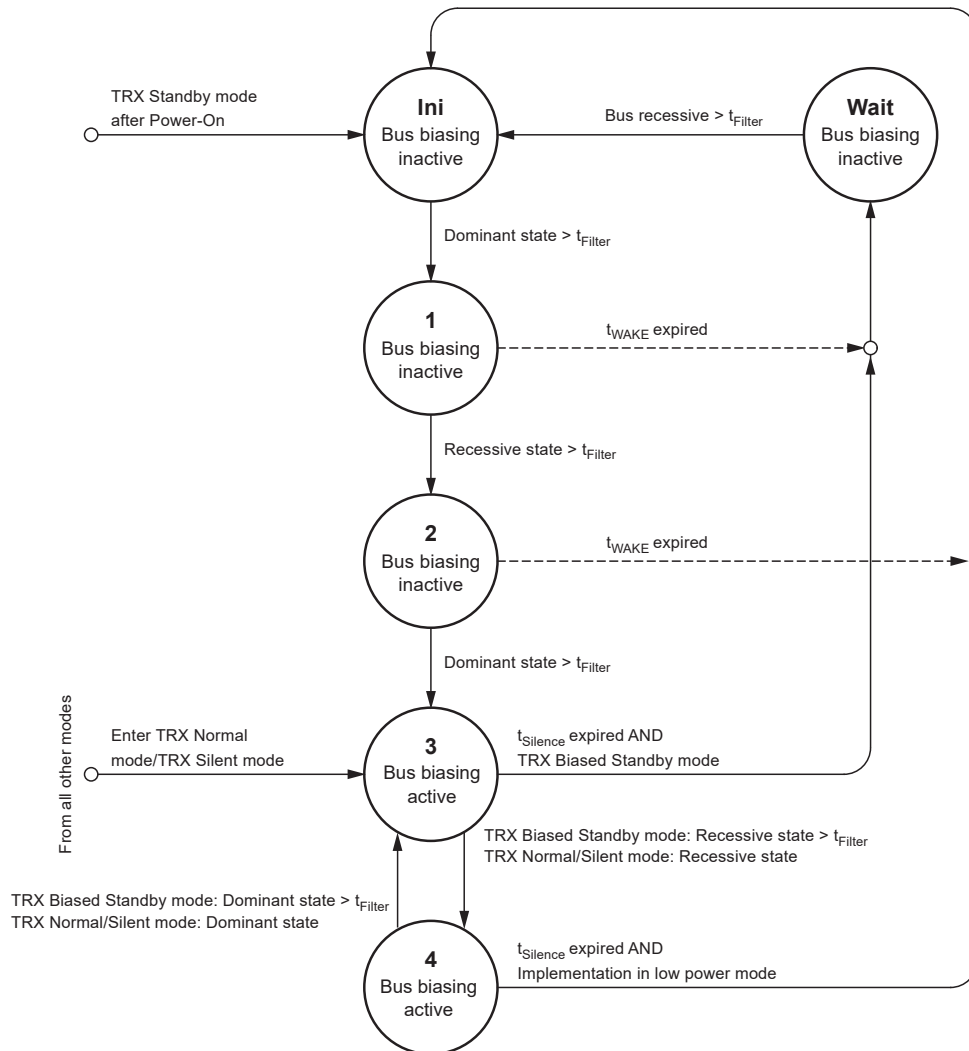 TRX Standby mode
after Power-On
Ini
Bus biasing
inactive
Bus recessive > tFilter
Wait
Bus biasing
inactive
Dominant state > tFilter
1
Bus biasing
inactive
tWAKE expired
Recessive state > tFilter
2
Bus biasing
inactive
tWAKE expired
Dominant state > tFilter
From all other modes
Enter TRX Normal
mode/TRX Silent mode
3
Bus biasing
active
tSilence expired AND
TRX Biased Standby mode
TRX Biased Standby mode: Recessive state > tFilter
TRX Normal/Silent mode: Recessive state
TRX Biased Standby mode: Dominant state > tFilter
TRX Normal/Silent mode: Dominant state
4
Bus biasing
active
tSilence expired AND
Implementation in low power mode